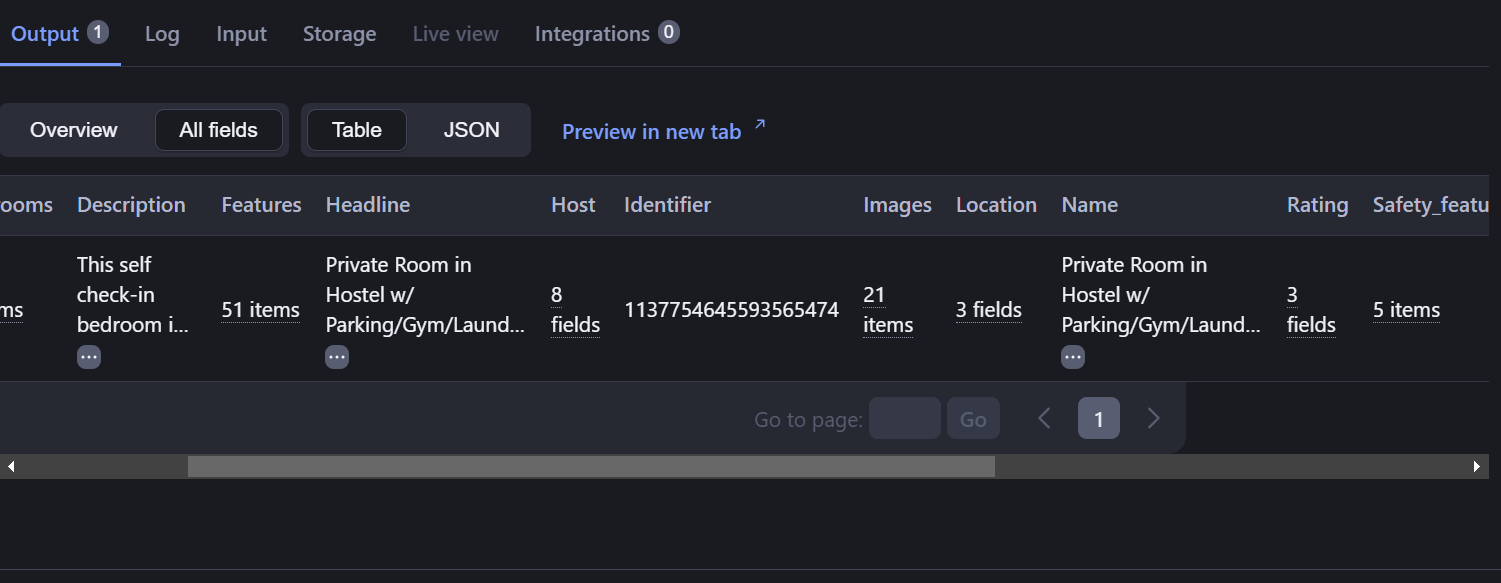 Output 1 Log Input Storage Live view Integrations 0
Overview All fields Table JSON Preview in new tab
ooms Description Features Headline Host Identifier Images Location Name Rating Safety_featu
This self Private Room in Private Room in
check-in Hostel w/ 8 21 Hostel w/ 3
ms 51 items 1137754645593565474 3 fields 5 items
bedroom i... Parking/Gym/Laund... fields items Parking/Gym/Laund... fields
... ... ...
Go to page: Go 1